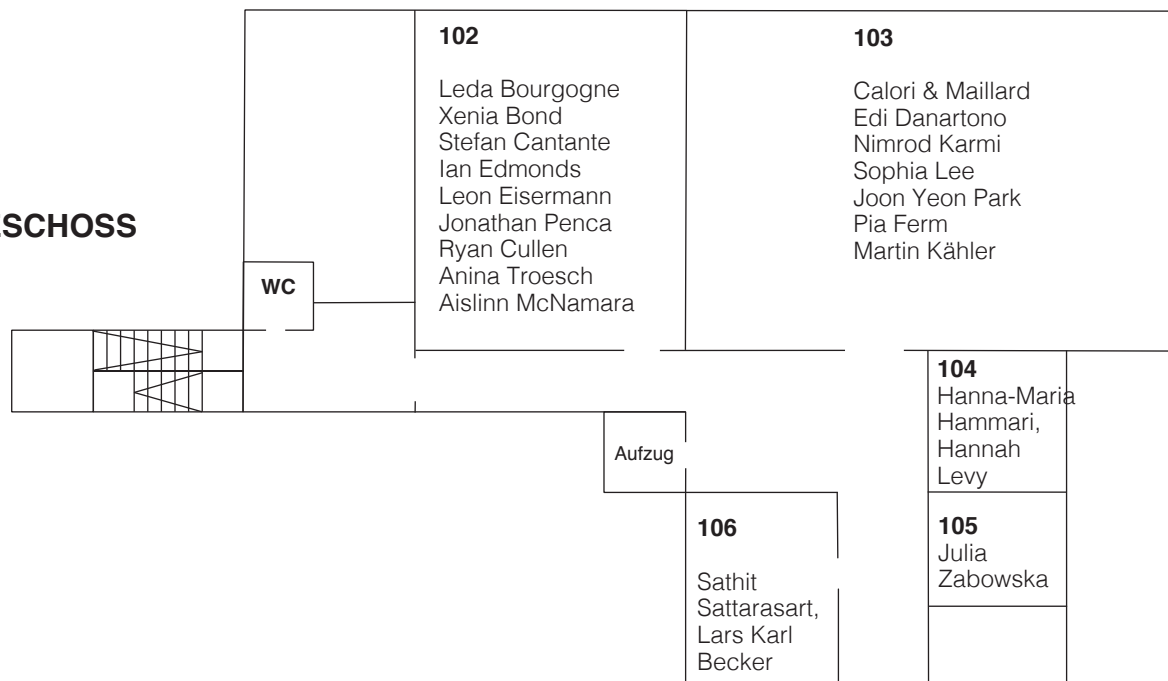 102
Leda Bourgogne
Xenia Bond
Stefan Cantante
Ian Edmonds
Leon Eisermann
Jonathan Penca
Ryan Cullen
Anina Troesch
Aislinn McNamara
103
Calori & Maillard
Edi Danartono
Nimrod Karmi
Sophia Lee
Joon Yeon Park
Pia Ferm
Martin Kähler
SCHOSS
WC
Aufzug
104
Hanna-Maria
Hammari,
Hannah
Levy
105
Julia
Zabowska
106
Sathit
Sattarasart,
Lars Karl
Becker